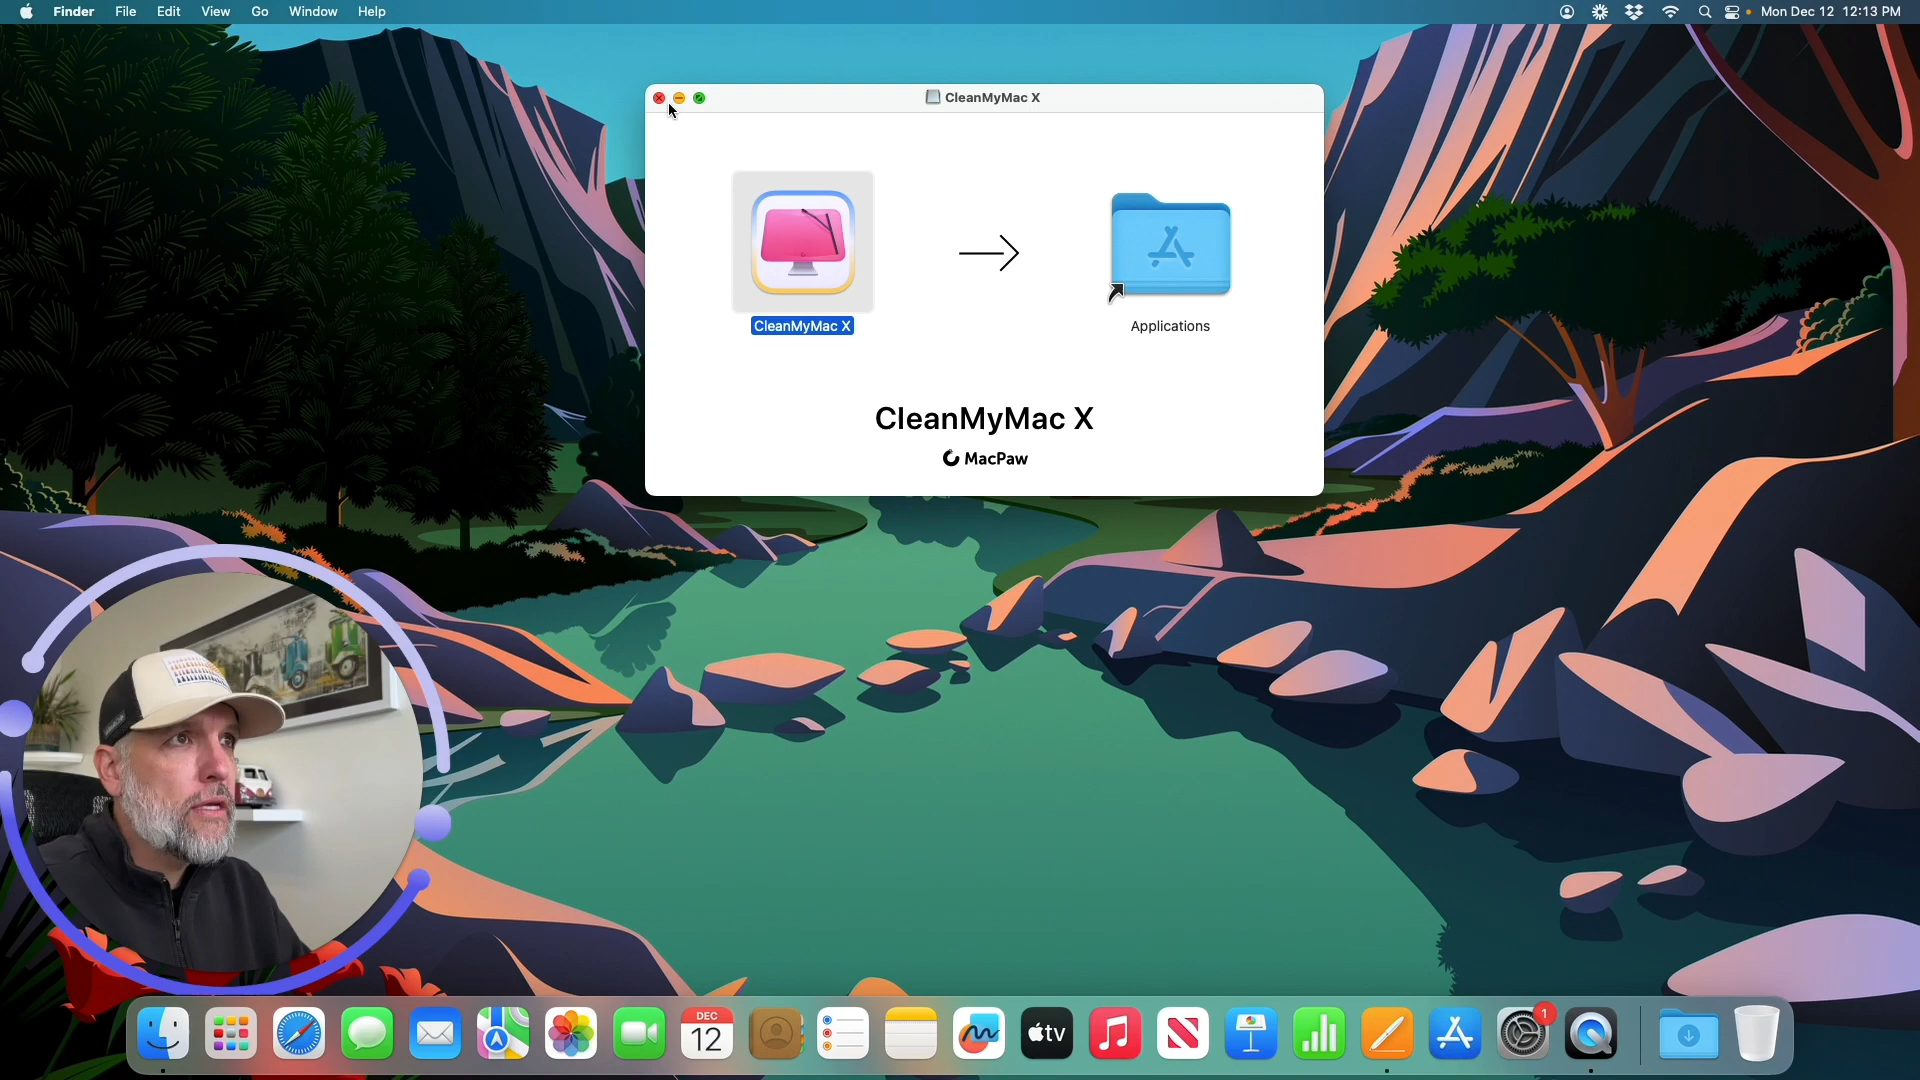 Finder File Edit View Go Window Help
Mon Dec 12 12:13 PM
CleanMyMac X
CleanMyMac X
Applications
CleanMyMac X
MacPaw
DEC
12
tv
1